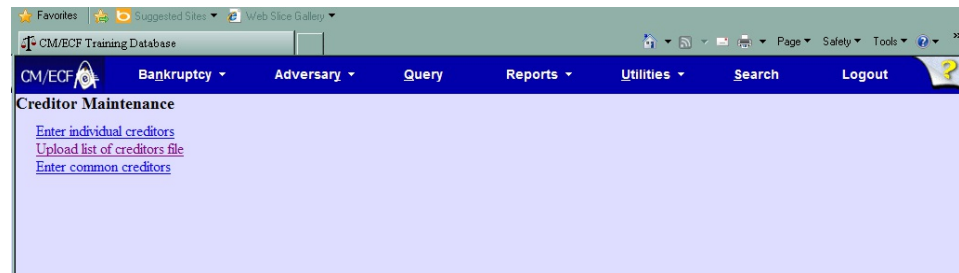 Favorites Suggested Sites ▾ Web Slice Gallery ▾
CM/ECF Training Database Page ▾ Safety ▾ Tools ▾ »
CM/ECF Bankruptcy ▾ Adversary ▾ Query Reports ▾ Utilities ▾ Search Logout ?
Creditor Maintenance
Enter individual creditors
Upload list of creditors file
Enter common creditors